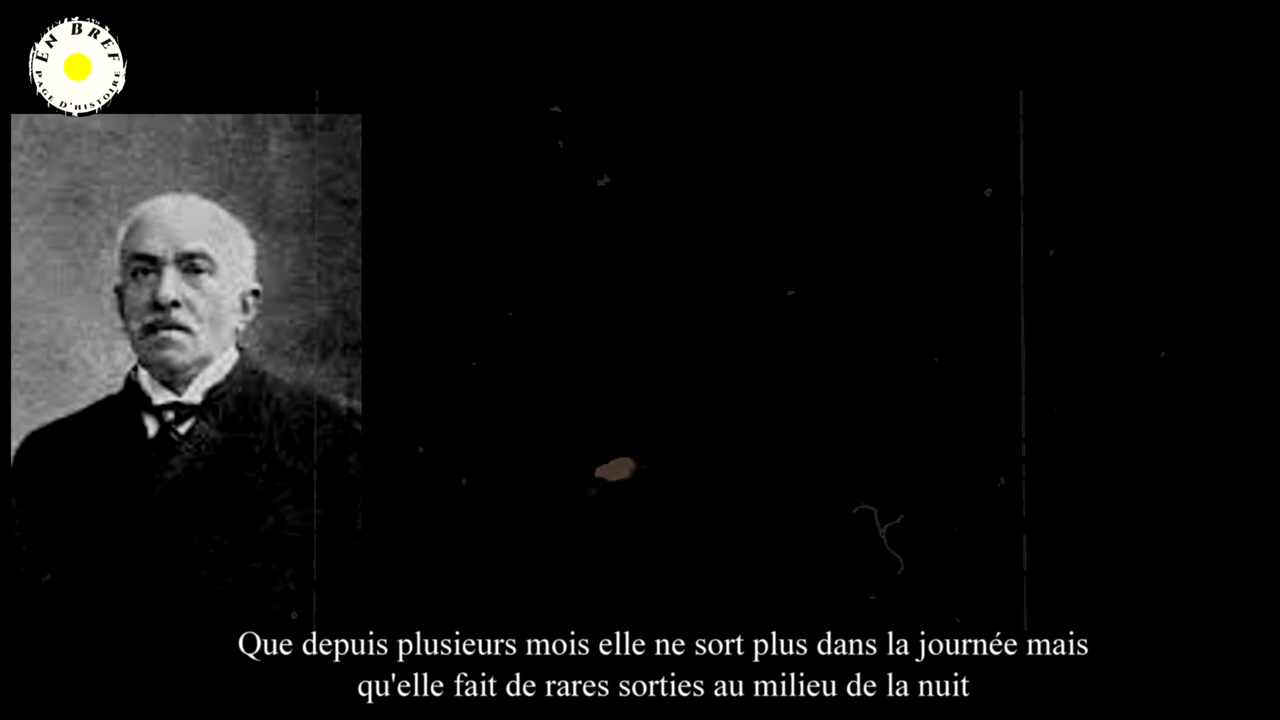 EN BREF
PAGE D'HISTOIRE
Que depuis plusieurs mois elle ne sort plus dans la journée mais
qu'elle fait de rares sorties au milieu de la nuit